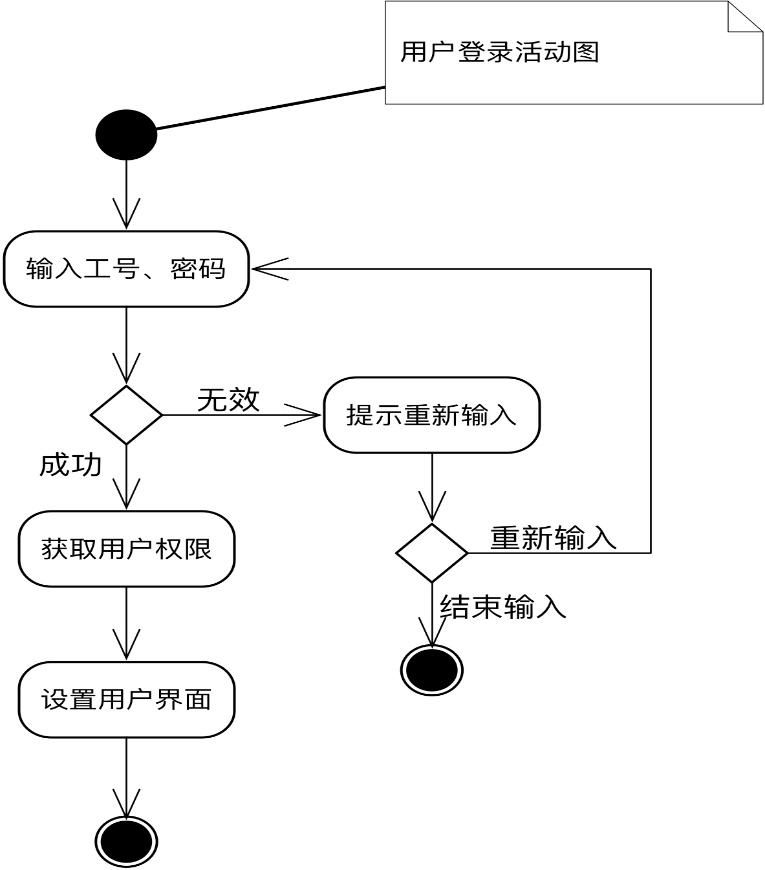 用户登录活动图
输入工号、密码
无效
提示重新输入
成功
获取用户权限
重新输入
结束输入
设置用户界面